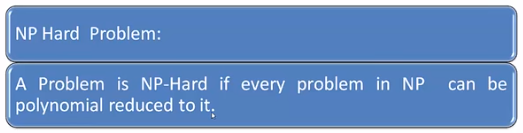 NP Hard Problem:
A Problem is NP-Hard if every problem in NP can be
polynomial reduced to it.